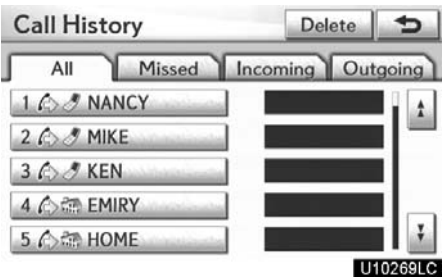 Call History Delete
All Missed Incoming Outgoing
1 NANCY
2 MIKE
3 KEN
4 EMIRY
5 HOME
U10269LC